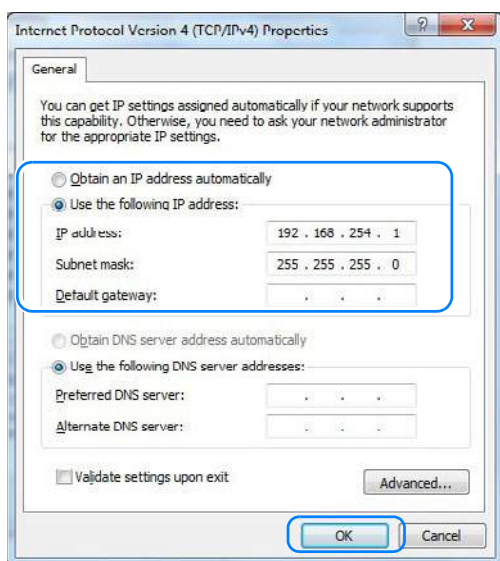 Internet Protocol Version 4 (TCP/IPv4) Properties
General
You can get IP settings assigned automatically if your network supports
this capability. Otherwise, you need to ask your network administrator
for the appropriate IP settings.
Obtain an IP address automatically
Use the following IP address:
IP address: 192 . 168 . 254 . 1
Subnet mask: 255 . 255 . 255 . 0
Default gateway: . . .
Obtain DNS server address automatically
Use the following DNS server addresses:
Preferred DNS server: . . .
Alternate DNS server: . . .
Validate settings upon exit
Advanced...
OK Cancel